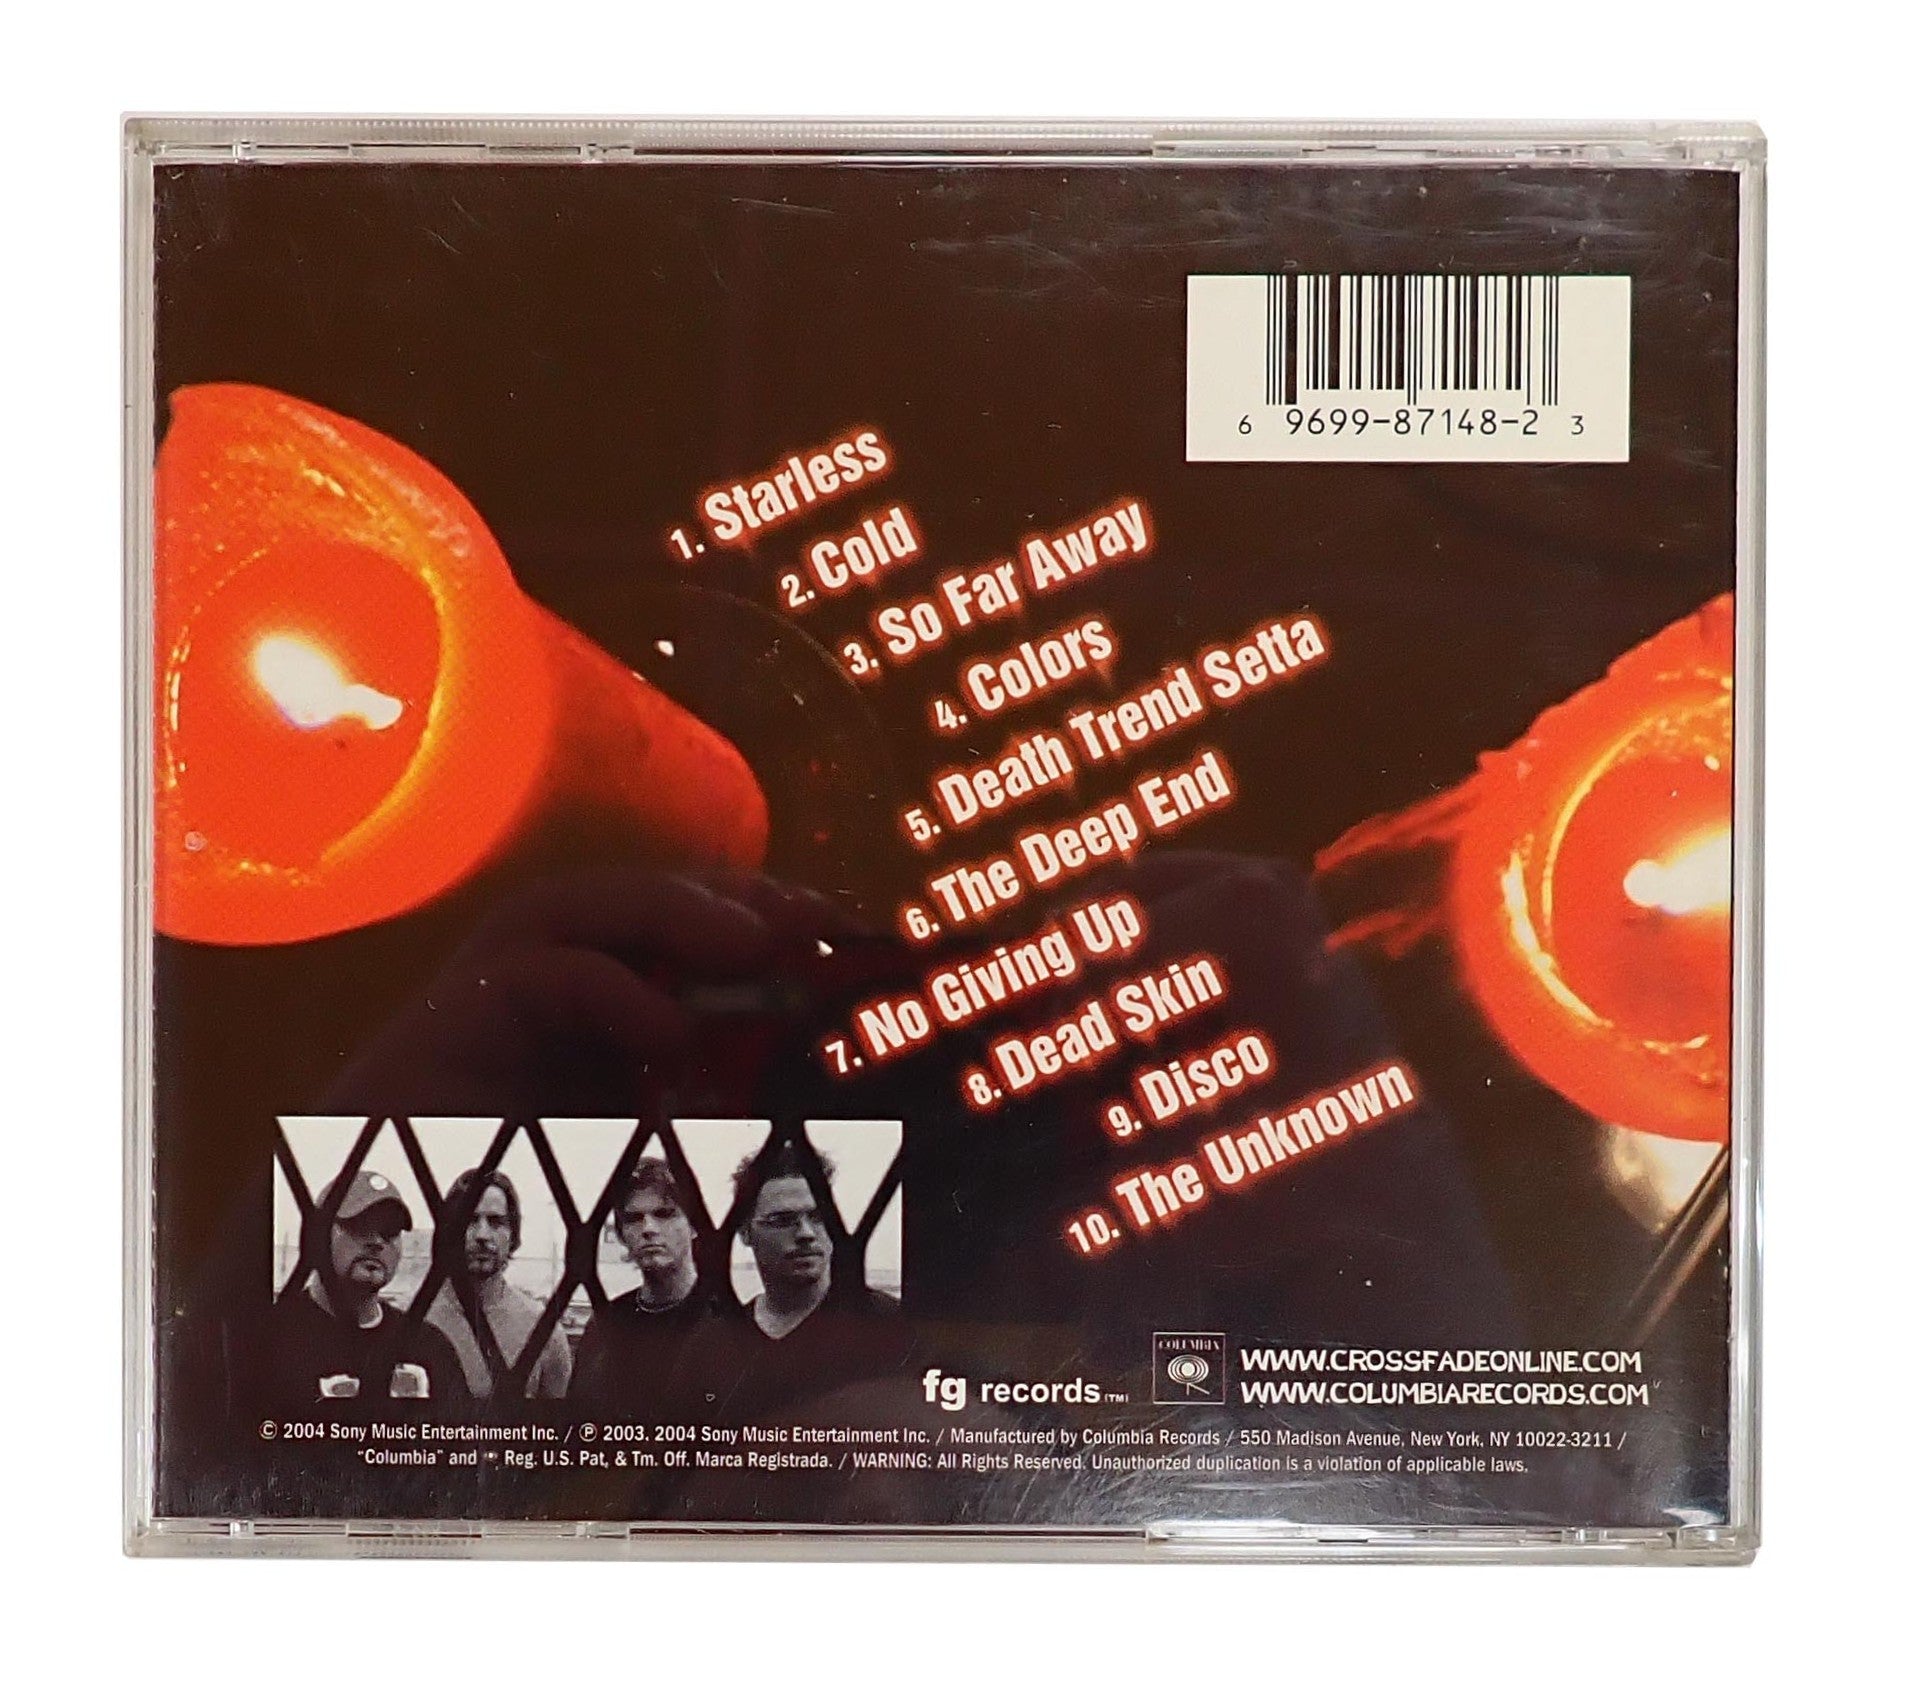 6 9699-87148-2 3
1. Starless
2. Cold
3. So Far Away
4. Colors
5. Death Trend Setta
6. The Deep End
7. No Giving Up
8. Dead Skin
9. Disco
10. The Unknown
fg records (TM)
COLUMBIA
WWW.CROSSFADEONLINE.COM
WWW.COLUMBIARECORDS.COM
© 2004 Sony Music Entertainment Inc. / ℗ 2003, 2004 Sony Music Entertainment Inc. / Manufactured by Columbia Records / 550 Madison Avenue, New York, NY 10022-3211 /
"Columbia" and Reg. U.S. Pat. & Tm. Off. Marca Registrada. / WARNING: All Rights Reserved. Unauthorized duplication is a violation of applicable laws.